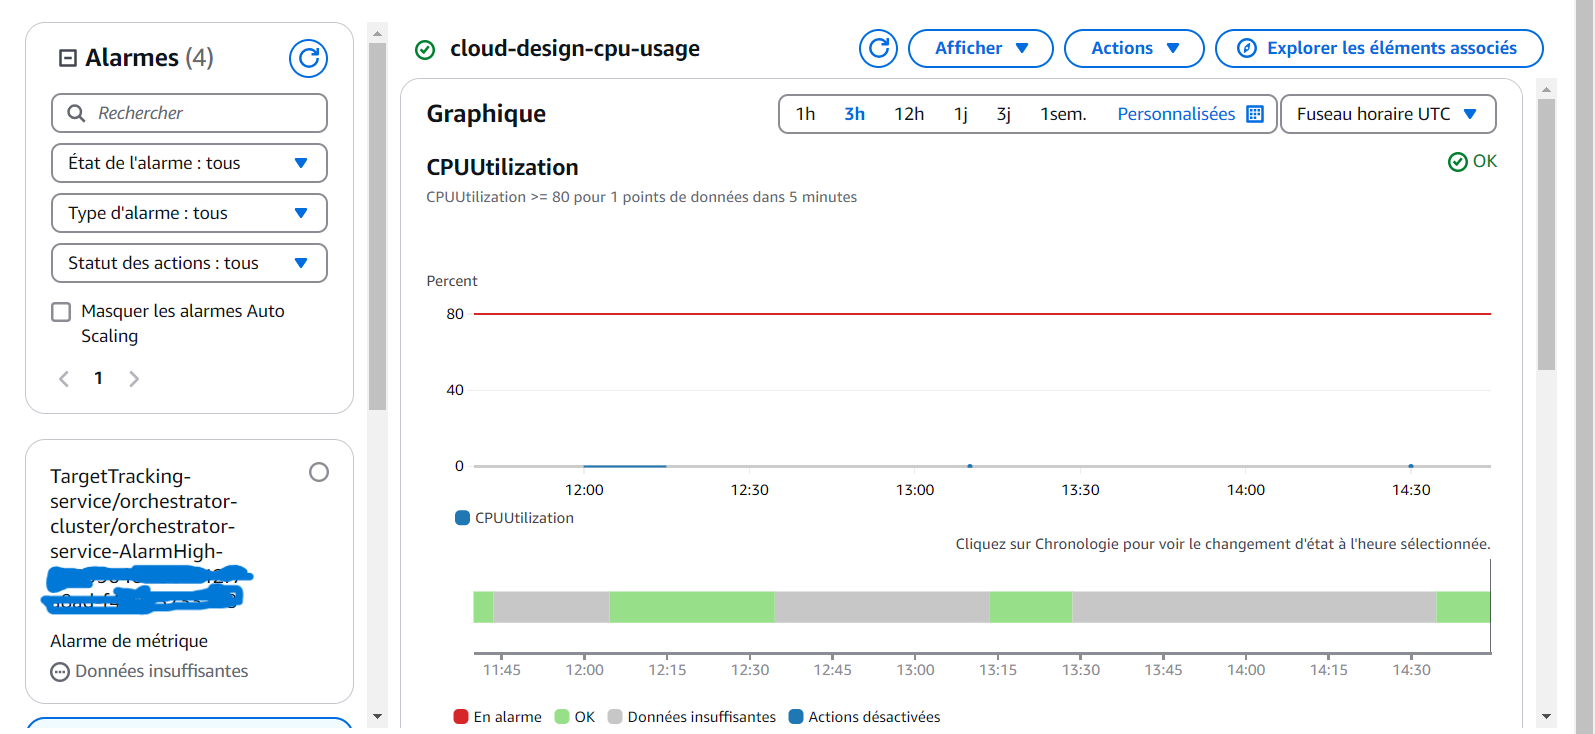 Alarmes (4)
Rechercher
État de l'alarme : tous
Type d'alarme : tous
Statut des actions : tous
Masquer les alarmes Auto
Scaling
1
TargetTracking-
service/orchestrator-
cluster/orchestrator-
service-AlarmHigh-
Alarme de métrique
Données insuffisantes
cloud-design-cpu-usage
Afficher
Actions
Explorer les éléments associés
Graphique
1h 3h 12h 1j 3j 1sem. Personnalisées
Fuseau horaire UTC
CPUUtilization
OK
CPUUtilization >= 80 pour 1 points de données dans 5 minutes
Percent
80
40
0
12:00 12:30 13:00 13:30 14:00 14:30
CPUUtilization
Cliquez sur Chronologie pour voir le changement d'état à l'heure sélectionnée.
11:45 12:00 12:15 12:30 12:45 13:00 13:15 13:30 13:45 14:00 14:15 14:30
En alarme OK Données insuffisantes Actions désactivées